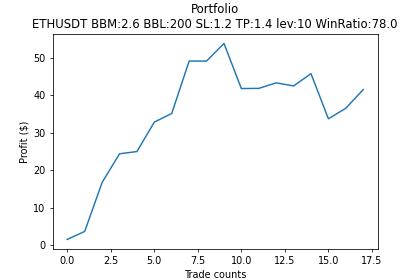 Portfolio
ETHUSDT BBM:2.6 BBL:200 SL:1.2 TP:1.4 lev:10 WinRatio:78.0
50
40
30
20
10
0
Profit ($)
0.0 2.5 5.0 7.5 10.0 12.5 15.0 17.5
Trade counts